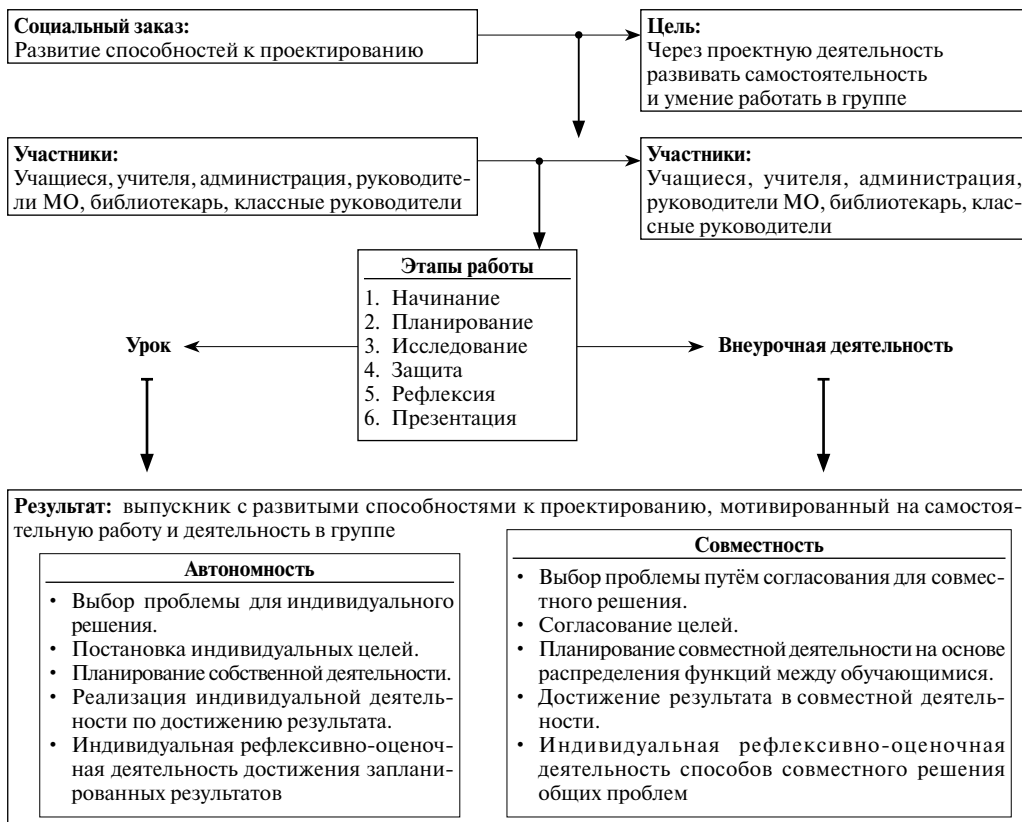 Социальный заказ:
Развитие способностей к проектированию
Цель:
Через проектную деятельность
развивать самостоятельность
и умение работать в группе
Участники:
Учащиеся, учителя, администрация, руководите-
ли МО, библиотекарь, классные руководители
Участники:
Учащиеся, учителя, администрация,
руководители МО, библиотекарь, клас-
сные руководители
Этапы работы
1. Начинание
2. Планирование
3. Исследование
4. Защита
5. Рефлексия
6. Презентация
Урок
Внеурочная деятельность
Результат: выпускник с развитыми способностями к проектированию, мотивированный на самостоя-
тельную работу и деятельность в группе
Автономность
• Выбор проблемы для индивидуального
решения.
• Постановка индивидуальных целей.
• Планирование собственной деятельности.
• Реализация индивидуальной деятель-
ности по достижению результата.
• Индивидуальная рефлексивно-оценоч-
ная деятельность достижения заплани-
рованных результатов
Совместность
• Выбор проблемы путём согласования для совмес-
тного решения.
• Согласование целей.
• Планирование совместной деятельности на основе
распределения функций между обучающимися.
• Достижение результата в совместной деятель-
ности.
• Индивидуальная рефлексивно-оценочная
деятельность способов совместного решения
общих проблем